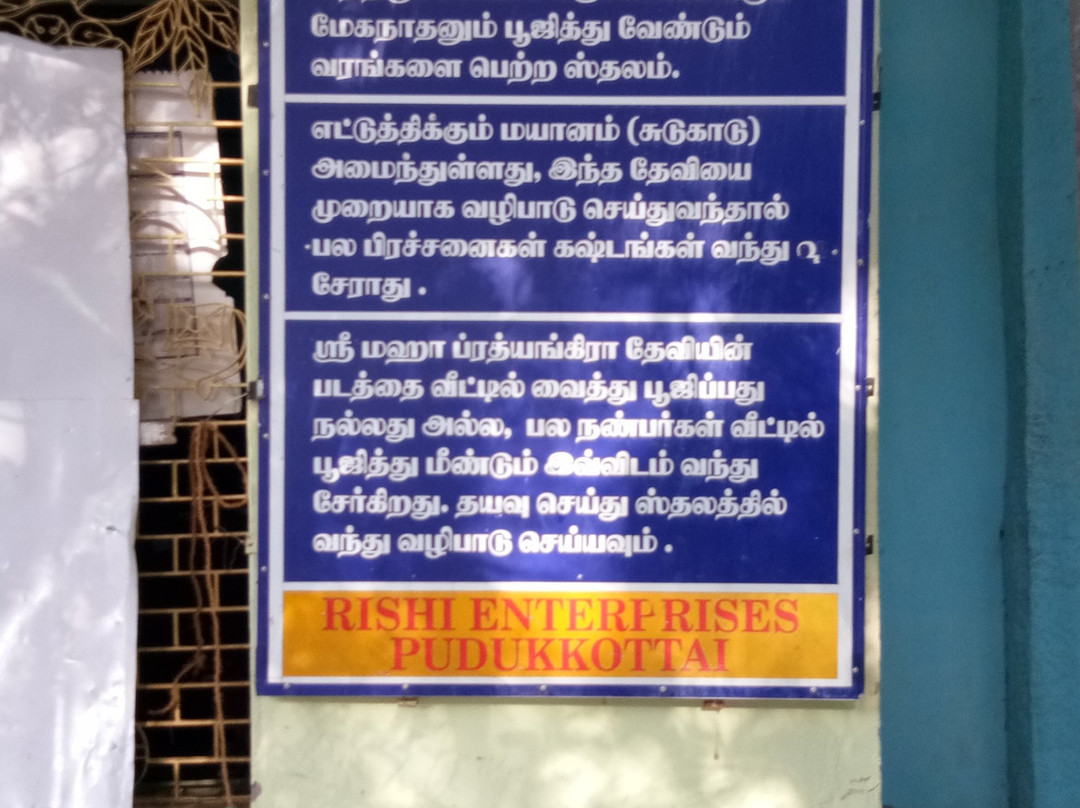 மேகநாதனும் பூஜித்து வேண்டும்
வரங்களை பெற்ற ஸ்தலம்.
எட்டுத்திக்கும் மயானம் (சுடுகாடு)
அமைந்துள்ளது, இந்த தேவியை
முறையாக வழிபாடு செய்துவந்தால்
பல பிரச்சனைகள் கஷ்டங்கள் வந்து
சேராது .
ஸ்ரீ மஹா ப்ரத்யங்கிரா தேவியின்
படத்தை வீட்டில் வைத்து பூஜிப்பது
நல்லது அல்ல, பல நண்பர்கள் வீட்டில்
பூஜித்து மீண்டும் இவ்விடம் வந்து
சேர்கிறது. தயவு செய்து ஸ்தலத்தில்
வந்து வழிபாடு செய்யவும் .
RISHI ENTERPRISES
PUDUKKOTTAI